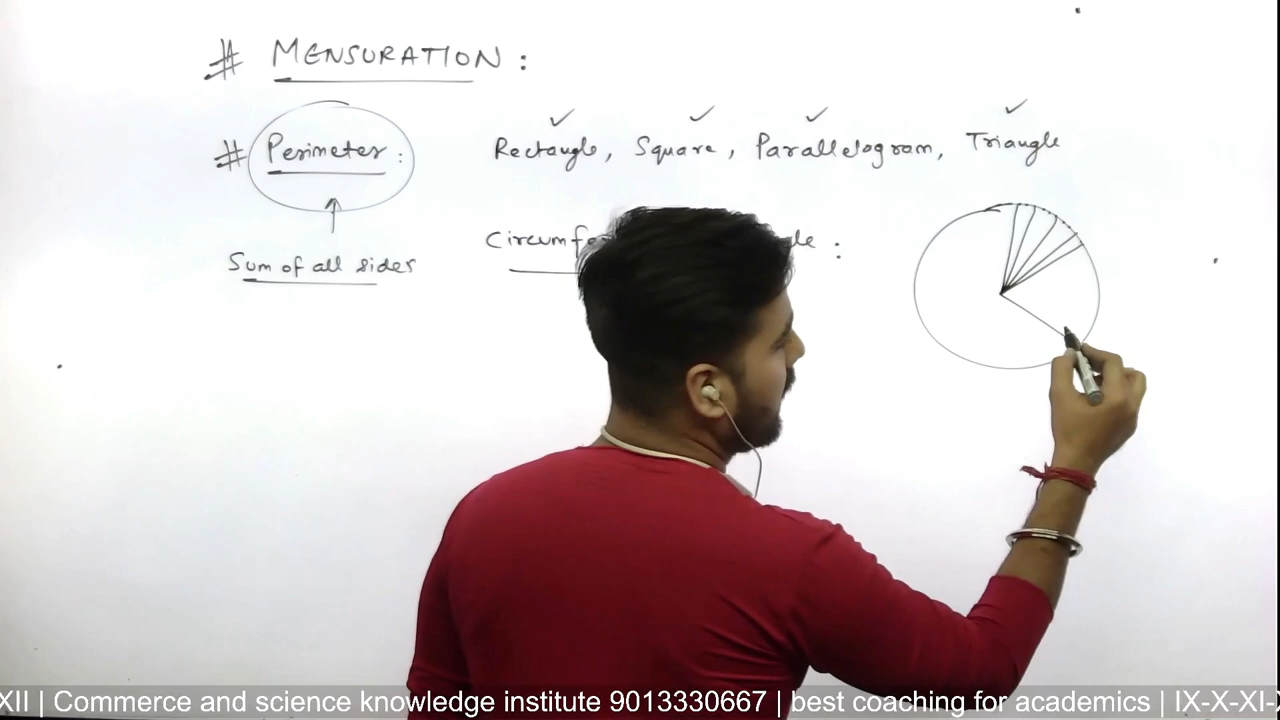 # MENSURATION :
# Perimeter : Rectangle, Square, Parallelogram, Triangle
Sum of all sides
:
XII | Commerce and science knowledge institute 9013330667 | best coaching for academics | IX-X-XI-